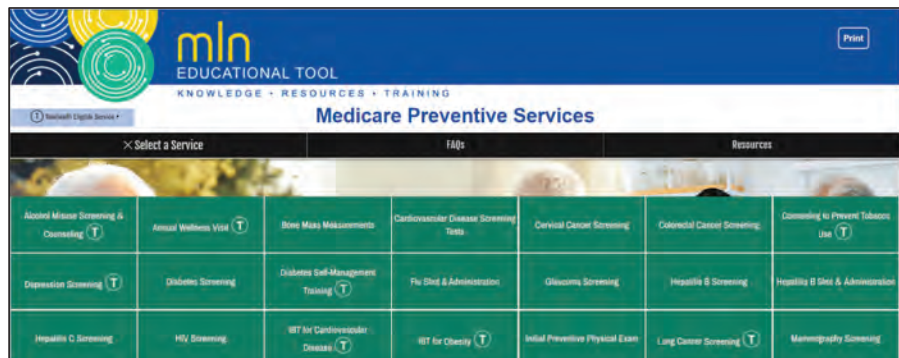 mln
Print
EDUCATIONAL TOOL
KNOWLEDGE • RESOURCES • TRAINING
T Telehealth Eligible Service
Medicare Preventive Services
× Select a Service
FAQs
Resources
Alcohol Misuse Screening &
Counseling T
Annual Wellness Visit T
Bone Mass Measurements
Cardiovascular Disease Screening
Tests
Cervical Cancer Screening
Colorectal Cancer Screening
Counseling to Prevent Tobacco
Use T
Depression Screening T
Diabetes Screening
Diabetes Self-Management
Training T
Flu Shot & Administration
Glaucoma Screening
Hepatitis B Screening
Hepatitis B Shot & Administration
Hepatitis C Screening
HIV Screening
IBT for Cardiovascular
Disease T
IBT for Obesity T
Initial Preventive Physical Exam
Lung Cancer Screening T
Mammography Screening